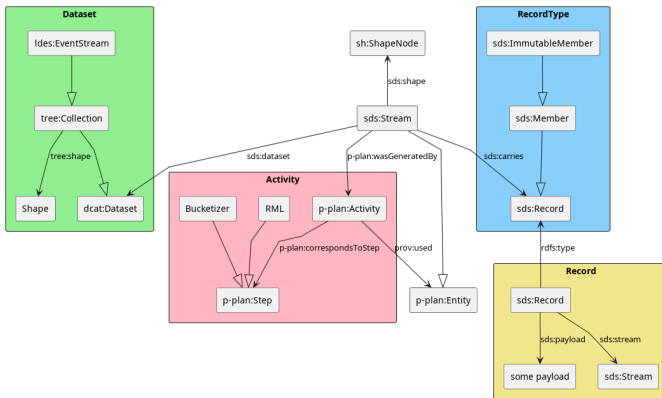 Dataset
RecordType
ldes:EventStream
sh:ShapeNode
sds:ImmutableMember
sds:shape
tree:Collection
sds:Stream
sds:Member
tree:shape
sds:dataset
p-plan:wasGeneratedBy
sds:carries
Activity
Shape
dcat:Dataset
Bucketizer
RML
p-plan:Activity
sds:Record
p-plan:correspondsToStep
prov:used
rdfs:type
Record
p-plan:Step
p-plan:Entity
sds:Record
sds:payload
sds:stream
some payload
sds:Stream